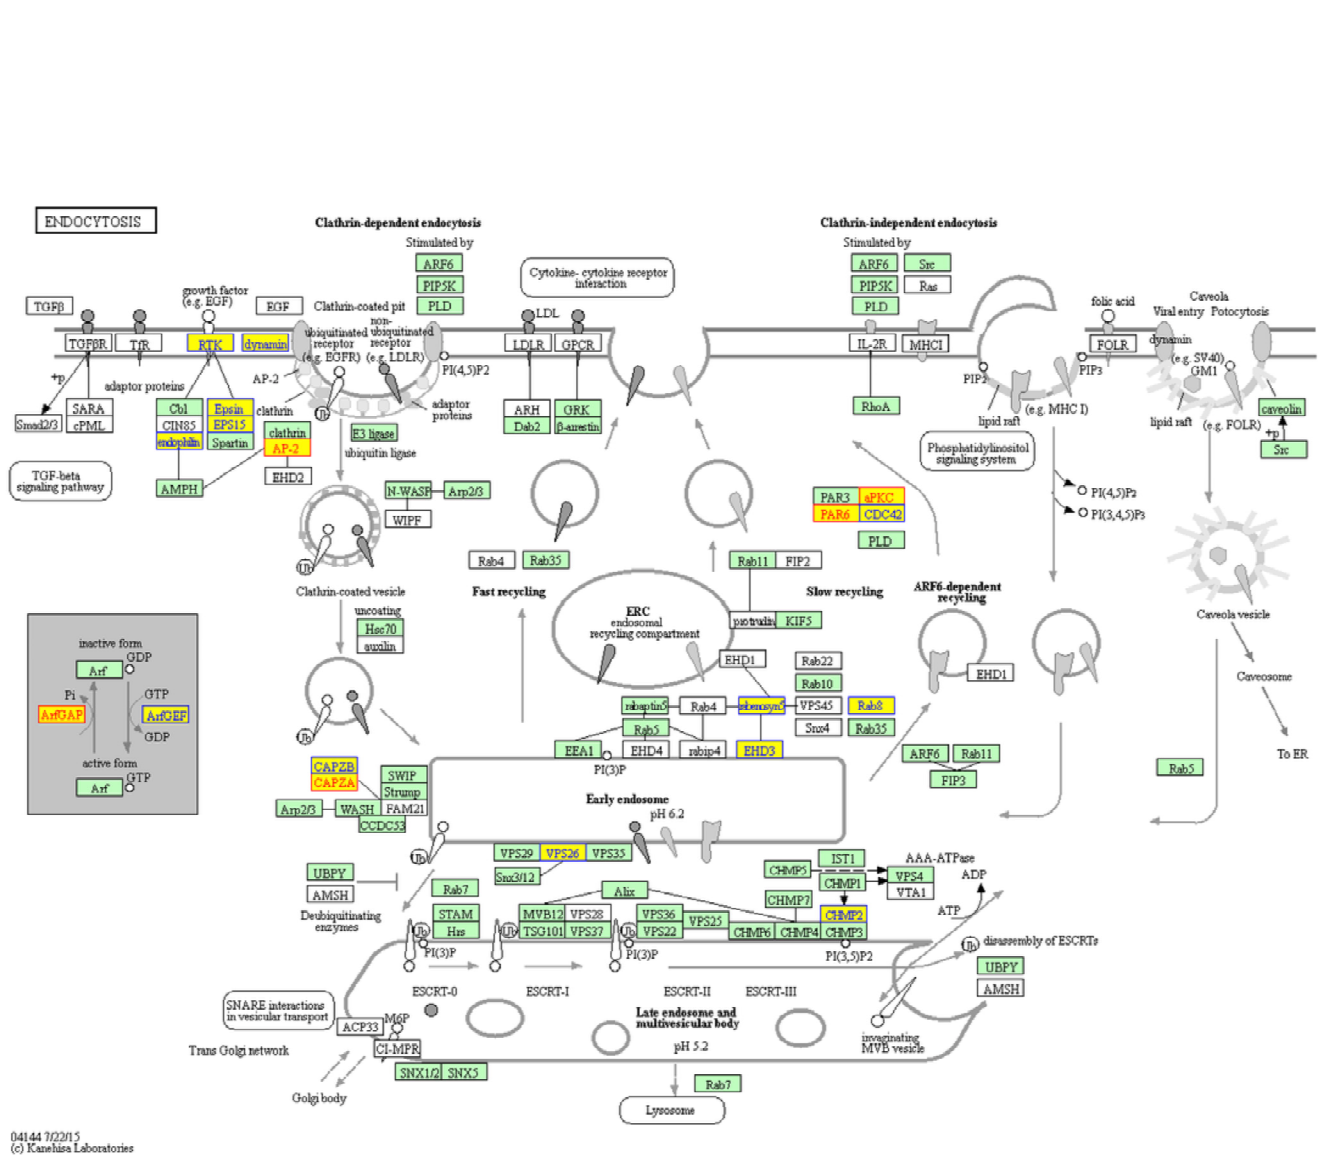 ENDOCYTOSIS
Clathrin-dependent endocytosis
Stimulated by
ARF6
PIP5K
PLD
Cytokine- cytokine receptor
interaction
Clathrin-independent endocytosis
Stimulated by
ARF6 Src
PIP5K Ras
PLD
TGFβ
growth factor
(e.g. EGF)
EGF
Clathrin-coated pit
LDL
folic acid
Caveola
Viral entry Potocytosis
TGFβR
TfR
RTK
dynamin
ubiquitinated
receptor
(e.g. EGFR)
non-
ubiquitinated
receptor
(e.g. LDLR)
LDLR
GPCR
IL-2R
MHCI
FOLR
dynamin
(e.g. SV40)
GM1
+p
adaptor proteins
AP-2
PI(4,5)P2
PIP2
PIP3
Smad2/3
SARA
cPML
Cbl
CIN85
endophilin
Epsin
EPS15
Spartin
clathrin
clathrin
AP-2
EHD2
AMPH
adaptor
proteins
Ub
E3 ligase
ubiquitin ligase
ARH
Dab2
GRK
β-arrestin
RhoA
lipid raft
(e.g. MHC I)
lipid raft
(e.g. FOLR)
caveolin
+p
Src
TGF-beta
signaling pathway
Phosphatidylinositol
signaling system
N-WASP
Arp2/3
WIPF
PAR3 aPKC
PAR6 CDC42
PLD
PI(4,5)P2
PI(3,4,5)P3
Ub
Clathrin-coated vesicle
Rab4
Rab35
Fast recycling
Rab11 FIP2
Slow recycling
ARF6-dependent
recycling
uncoating
Hsc70
auxilin
ERC
endosomal
recycling compartment
protrudin KIF5
Caveola vesicle
inactive form
GDP
Arf
Pi
GTP
ArfGAP
ArfGEF
GDP
active form
GTP
Arf
EHD1
Rab22
Rab10
VPS45
Snx4
Rab8
Rab35
EHD1
Caveosome
To ER
Ub
rabaptin5
Rab4
rabenosyn5
Rab5
EEA1
EHD4
rabip4
EHD3
PI(3)P
ARF6
Rab11
FIP3
Rab5
CAPZB
CAPZA
SWIP
Strump
Arp2/3
WASH
FAM21
CCDC53
Early endosome
pH 6.2
Ub
VPS29 VPS26 VPS35
Snx3/12
UBPY
AMSH
Deubiquitinating
enzymes
Rab7
STAM
Hrs
Alix
MVB12 VPS28
TSG101 VPS37
VPS36
VPS22
VPS25
CHMP5
IST1
CHMP1
CHMP7
CHMP2
CHMP6 CHMP4 CHMP3
AAA-ATPase
VPS4
VTA1
ADP
ATP
Ub
Ub
Ub
PI(3)P
PI(3)P
PI(3,5)P2
Ub
disassembly of ESCRTs
UBPY
AMSH
ESCRT-0
ESCRT-I
ESCRT-II
ESCRT-III
SNARE interactions
in vesicular transport
ACP33
M6P
CI-MPR
Late endosome and
multivesicular body
pH 5.2
invaginating
MVB vesicle
Trans Golgi network
Golgi body
SNX1/2 SNX5
Rab7
Lysosome
04144 7/22/15
(c) Kanehisa Laboratories